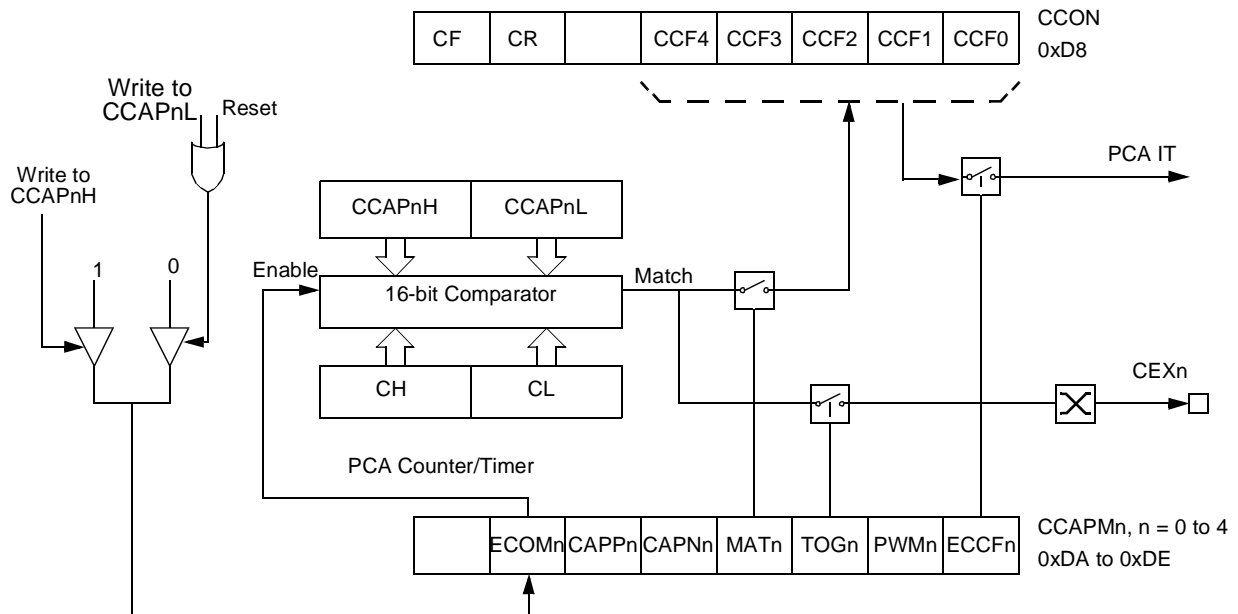 CF CR CCF4 CCF3 CCF2 CCF1 CCF0
CCON
0xD8
Write to
CCAPnL
Reset
PCA IT
Write to
CCAPnH
CCAPnH CCAPnL
1 0
Enable
16-bit Comparator
Match
CH CL
CEXn
PCA Counter/Timer
ECOMn CAPPn CAPNn MATn TOGn PWMn ECCFn
CCAPMn, n = 0 to 4
0xDA to 0xDE